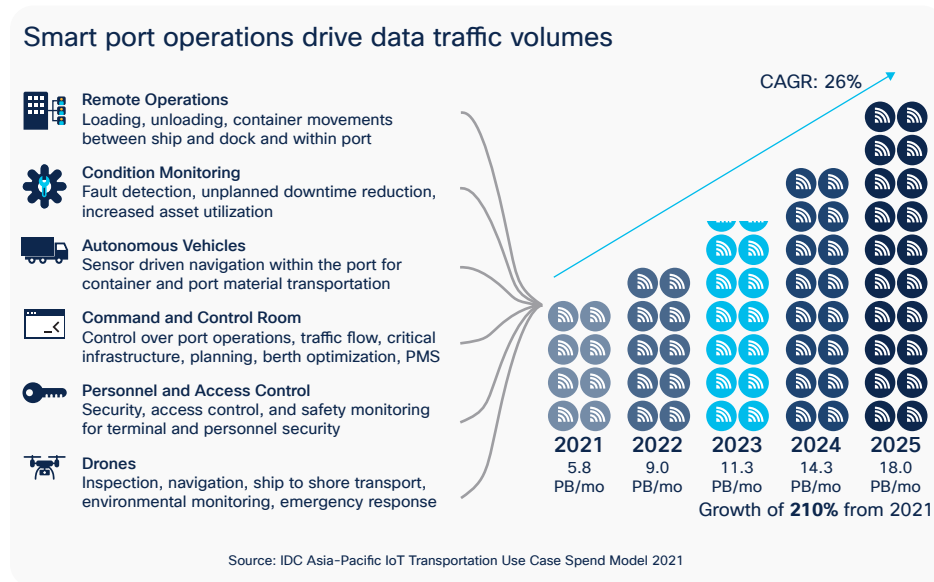 Smart port operations drive data traffic volumes
CAGR: 26%
Remote Operations
Loading, unloading, container movements
between ship and dock and within port
Condition Monitoring
Fault detection, unplanned downtime reduction,
increased asset utilization
Autonomous Vehicles
Sensor driven navigation within the port for
container and port material transportation
Command and Control Room
Control over port operations, traffic flow, critical
infrastructure, planning, berth optimization, PMS
Personnel and Access Control
Security, access control, and safety monitoring
for terminal and personnel security
Drones
Inspection, navigation, ship to shore transport,
environmental monitoring, emergency response
2021 2022 2023 2024 2025
5.8 9.0 11.3 14.3 18.0
PB/mo PB/mo PB/mo PB/mo PB/mo
Growth of 210% from 2021
Source: IDC Asia-Pacific IoT Transportation Use Case Spend Model 2021